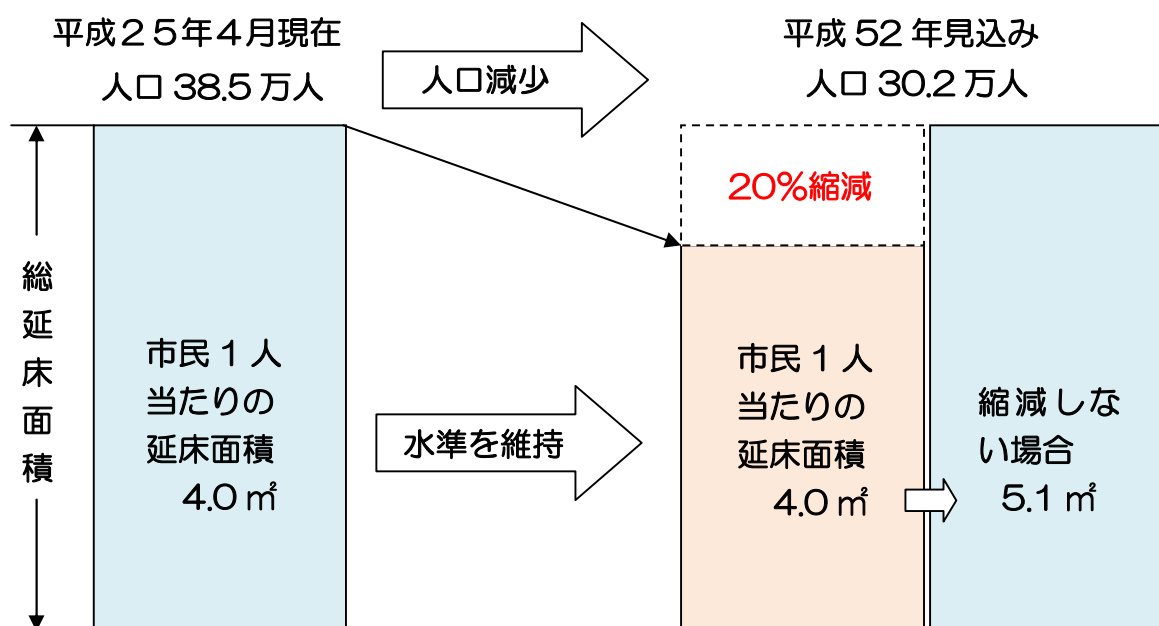 平成２５年４月現在
人口 38.5 万人
人口減少
平成 52 年見込み
人口 30.2 万人
20%縮減
総延床面積
市民 1 人
当たりの
延床面積
4.0 ㎡
水準を維持
市民 1 人
当たりの
延床面積
4.0 ㎡
縮減しな
い場合
5.1 ㎡